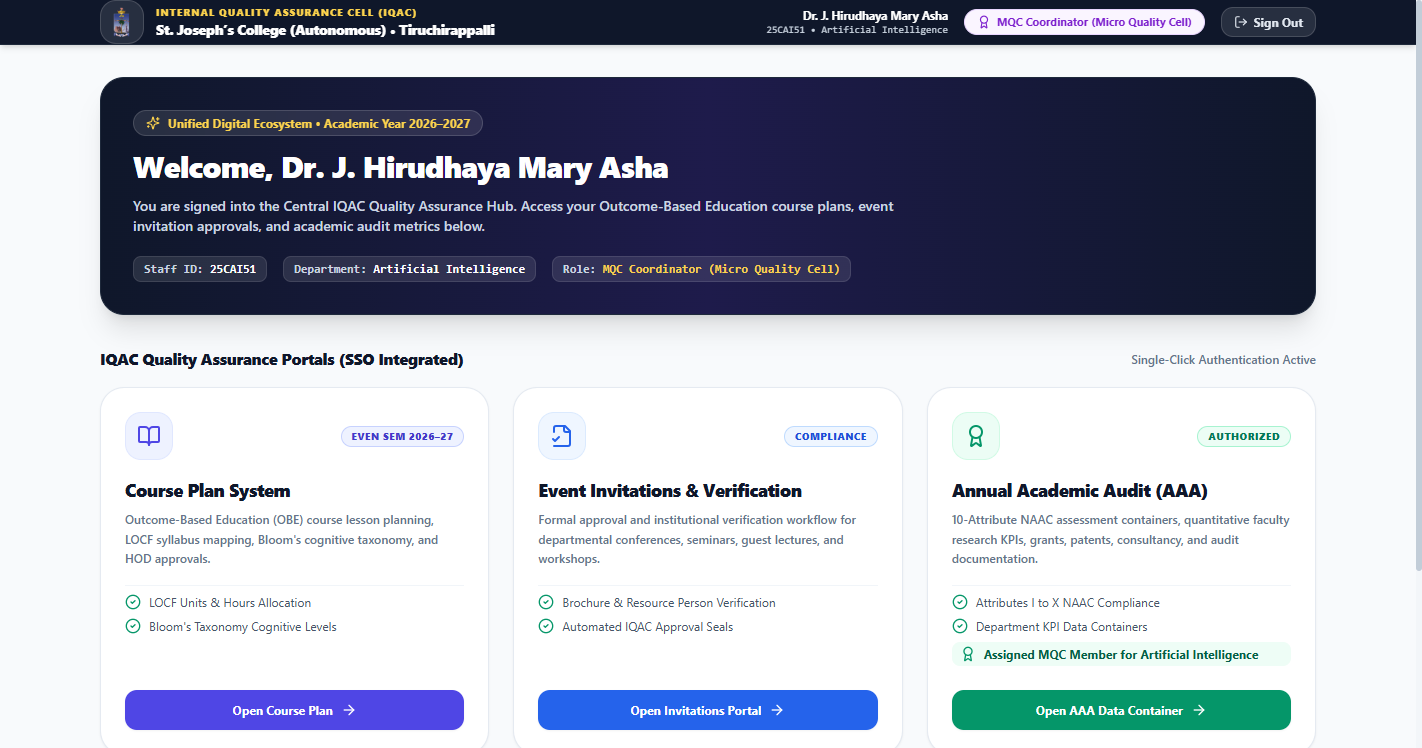 INTERNAL QUALITY ASSURANCE CELL (IQAC)
St. Joseph's College (Autonomous) • Tiruchirappalli
Dr. J. Hirudhaya Mary Asha
25CAI51 • Artificial Intelligence
MQC Coordinator (Micro Quality Cell)
Sign Out
Unified Digital Ecosystem • Academic Year 2026–2027
Welcome, Dr. J. Hirudhaya Mary Asha
You are signed into the Central IQAC Quality Assurance Hub. Access your Outcome-Based Education course plans, event
invitation approvals, and academic audit metrics below.
Staff ID: 25CAI51
Department: Artificial Intelligence
Role: MQC Coordinator (Micro Quality Cell)
IQAC Quality Assurance Portals (SSO Integrated)
Single-Click Authentication Active
EVEN SEM 2026–27
Course Plan System
Outcome-Based Education (OBE) course lesson planning,
LOCF syllabus mapping, Bloom's cognitive taxonomy, and
HOD approvals.
LOCF Units & Hours Allocation
Bloom's Taxonomy Cognitive Levels
Open Course Plan
COMPLIANCE
Event Invitations & Verification
Formal approval and institutional verification workflow for
departmental conferences, seminars, guest lectures, and
workshops.
Brochure & Resource Person Verification
Automated IQAC Approval Seals
Open Invitations Portal
AUTHORIZED
Annual Academic Audit (AAA)
10-Attribute NAAC assessment containers, quantitative faculty
research KPIs, grants, patents, consultancy, and audit
documentation.
Attributes I to X NAAC Compliance
Department KPI Data Containers
Assigned MQC Member for Artificial Intelligence
Open AAA Data Container